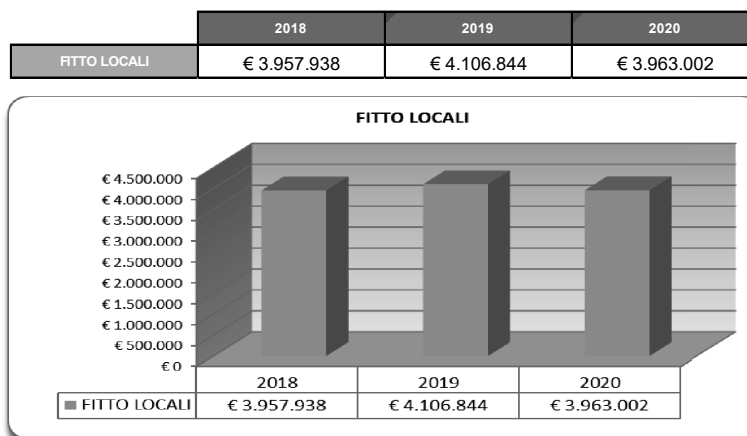 2018 2019 2020
FITTO LOCALI € 3.957.938 € 4.106.844 € 3.963.002
FITTO LOCALI
€ 4.500.000
€ 4.000.000
€ 3.500.000
€ 3.000.000
€ 2.500.000
€ 2.000.000
€ 1.500.000
€ 1.000.000
€ 500.000
€ 0
2018 2019 2020
FITTO LOCALI € 3.957.938 € 4.106.844 € 3.963.002